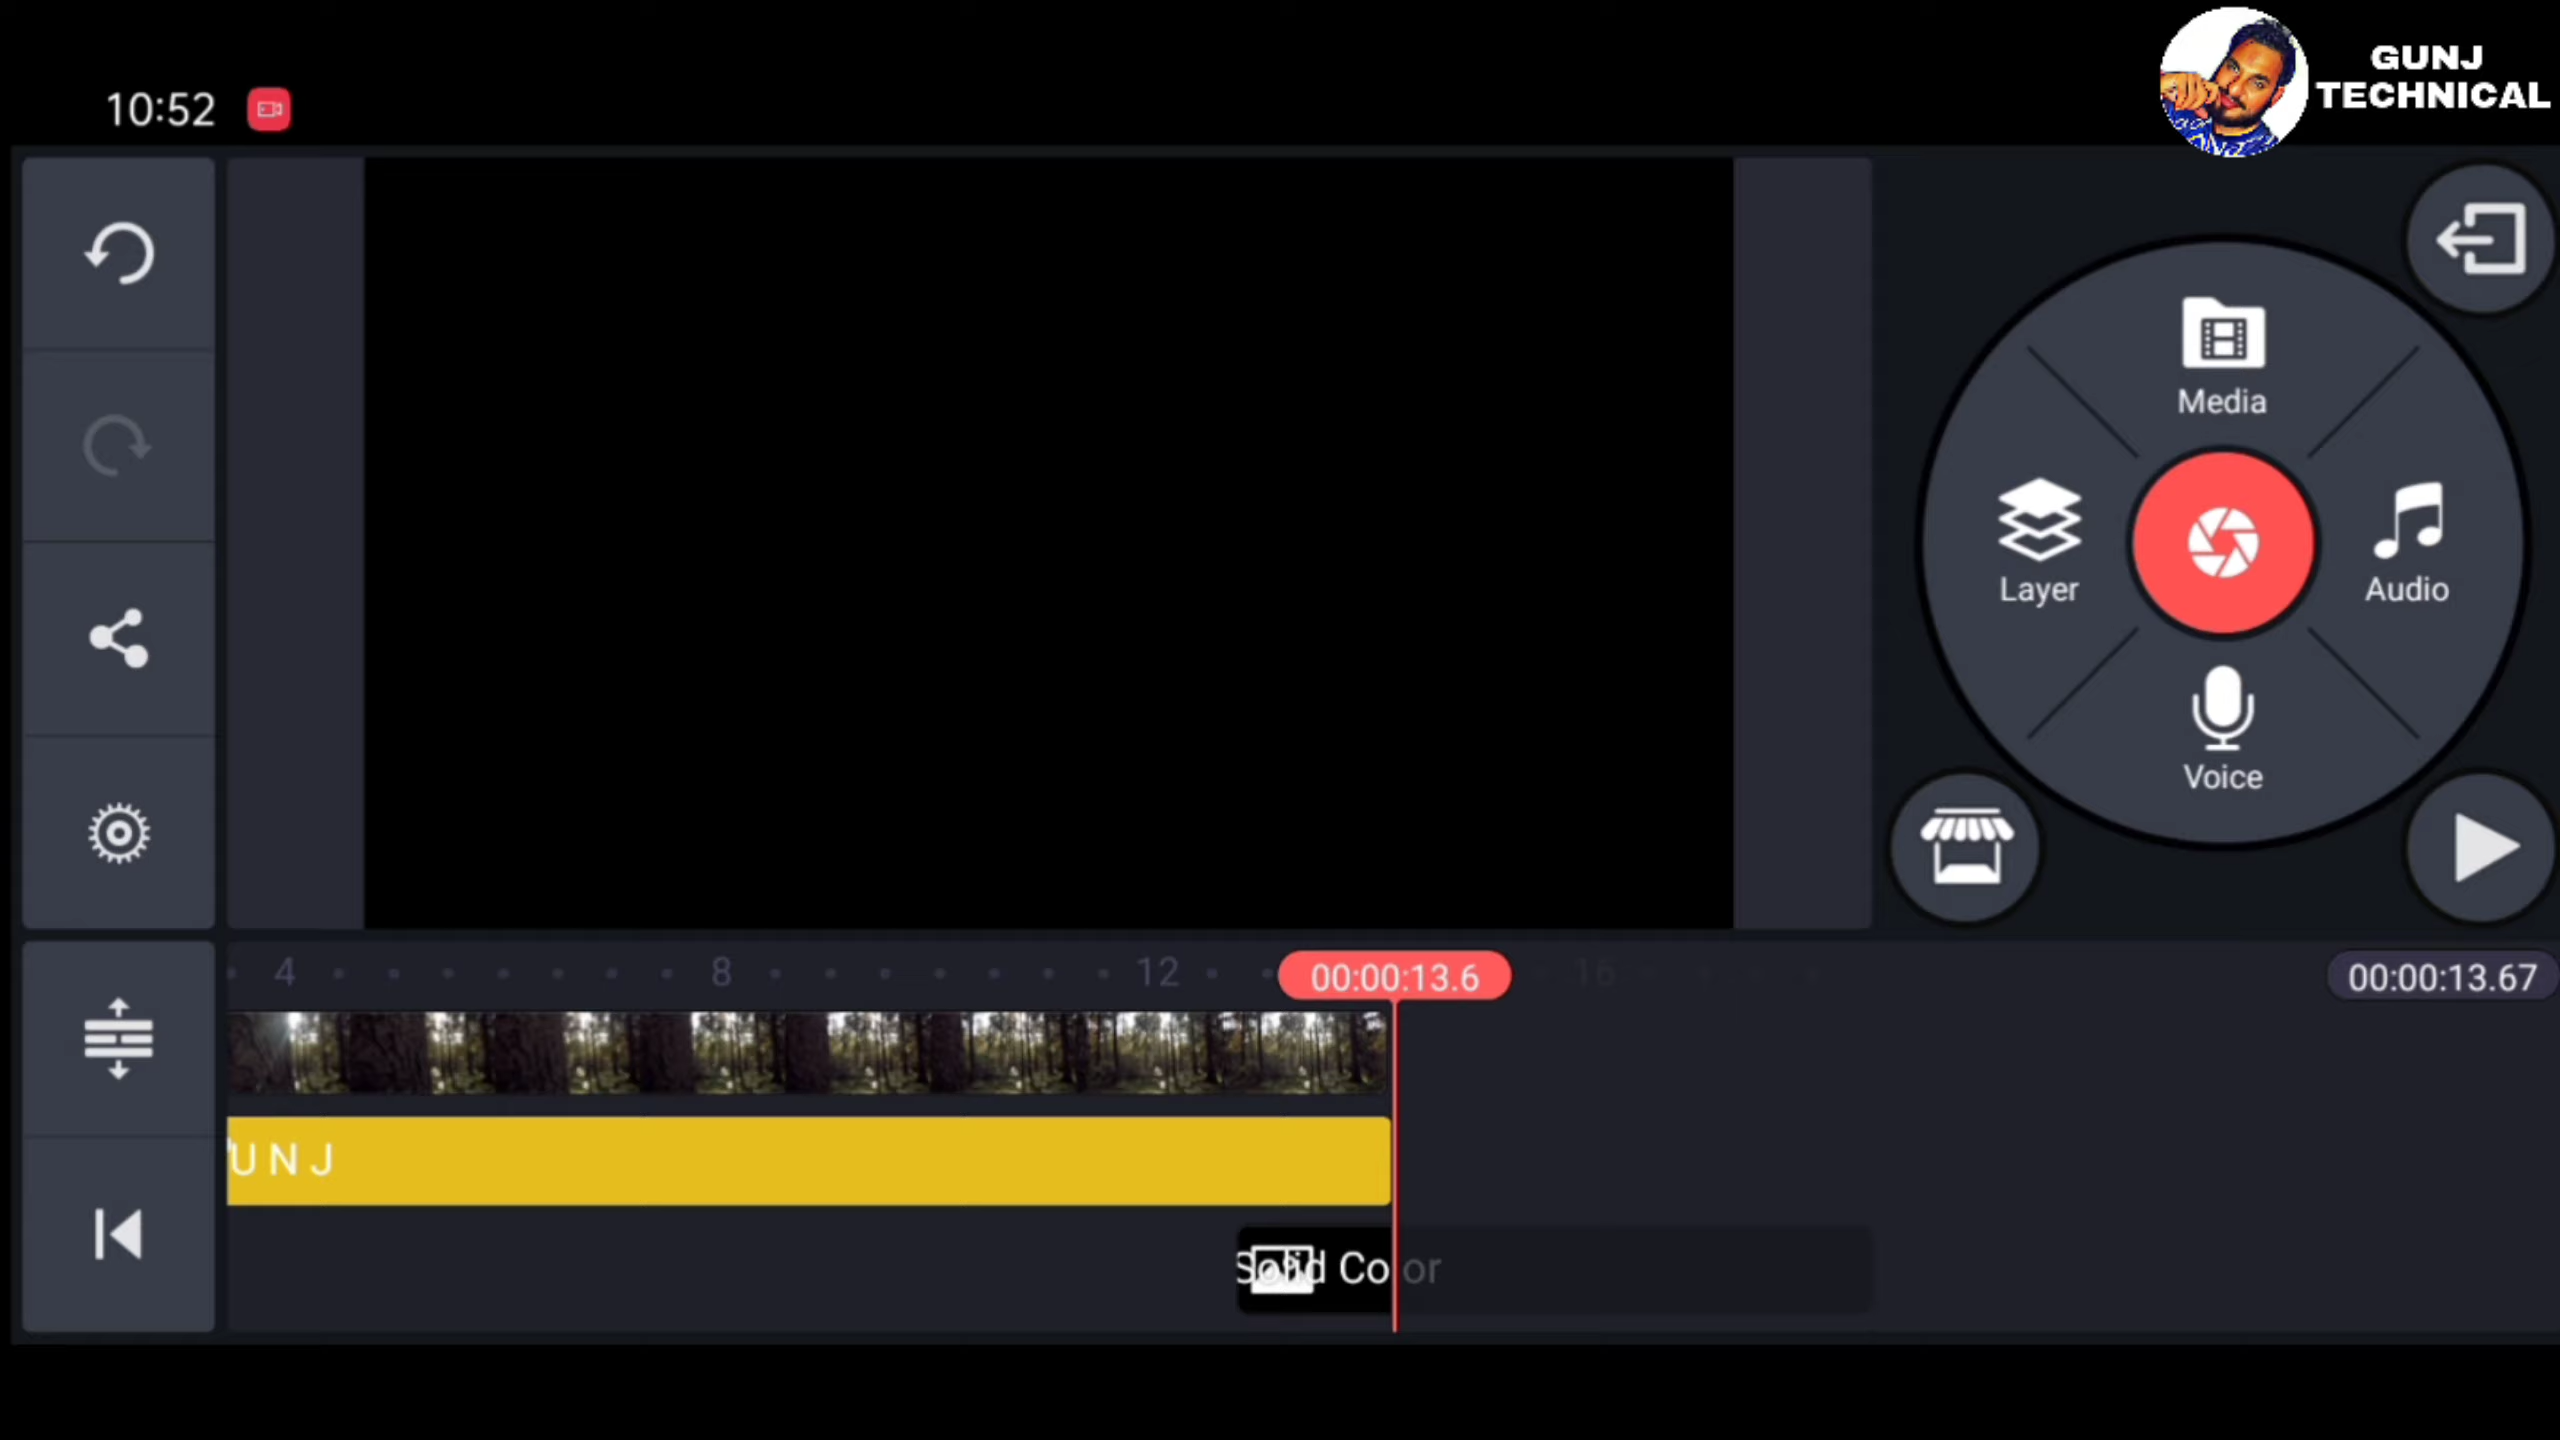 10:52
GUNJ
TECHNICAL
Media
Layer
Audio
Voice
4
8
12
00:00:13.6
16
00:00:13.67
UNJ
Solid Color